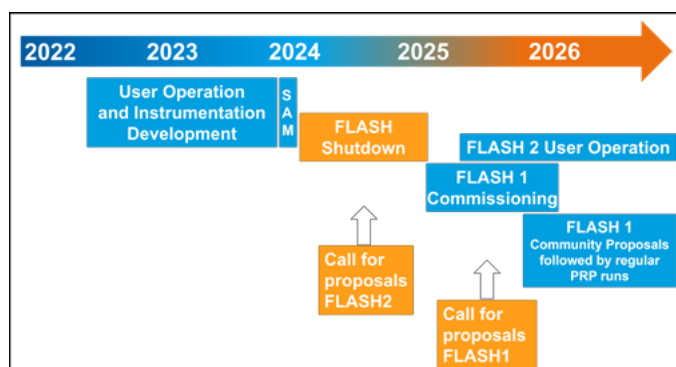 2022 2023 2024 2025 2026
User Operation
and Instrumentation
Development
S
A
M
FLASH
Shutdown
FLASH 2 User Operation
FLASH 1
Commissioning
FLASH 1
Community Proposals
followed by regular
PRP runs
Call for
proposals
FLASH2
Call for
proposals
FLASH1